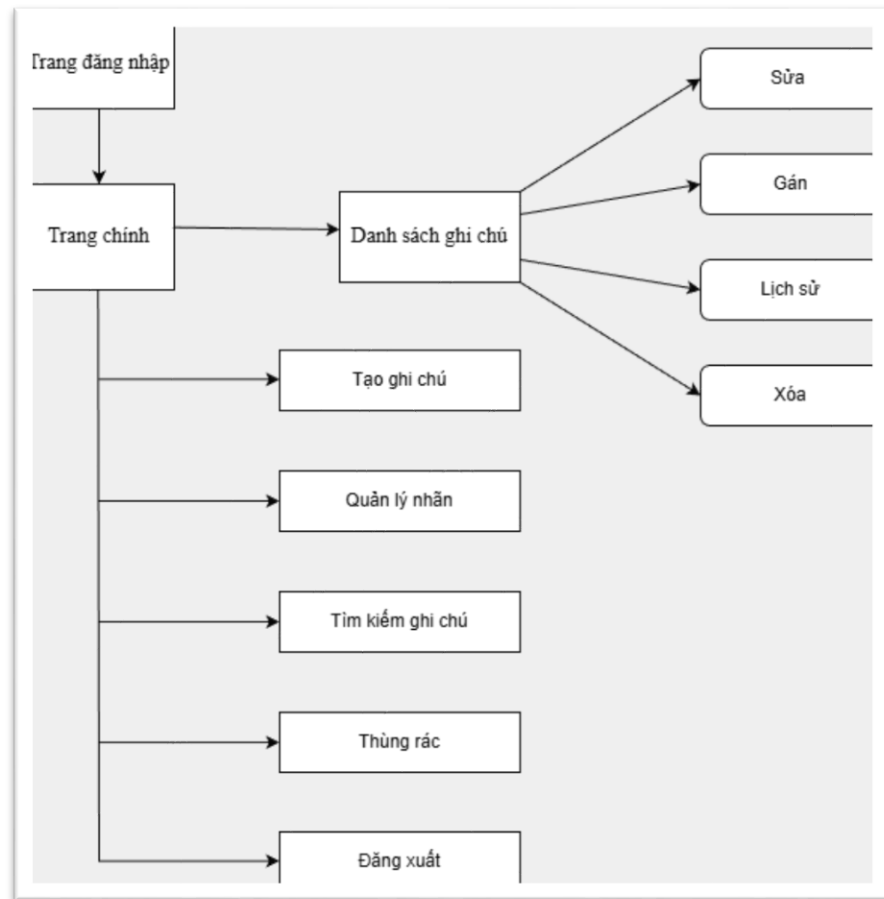 Trang đăng nhập
Trang chính
Danh sách ghi chú
Sửa
Gán
Lịch sử
Xóa
Tạo ghi chú
Quản lý nhãn
Tìm kiếm ghi chú
Thùng rác
Đăng xuất